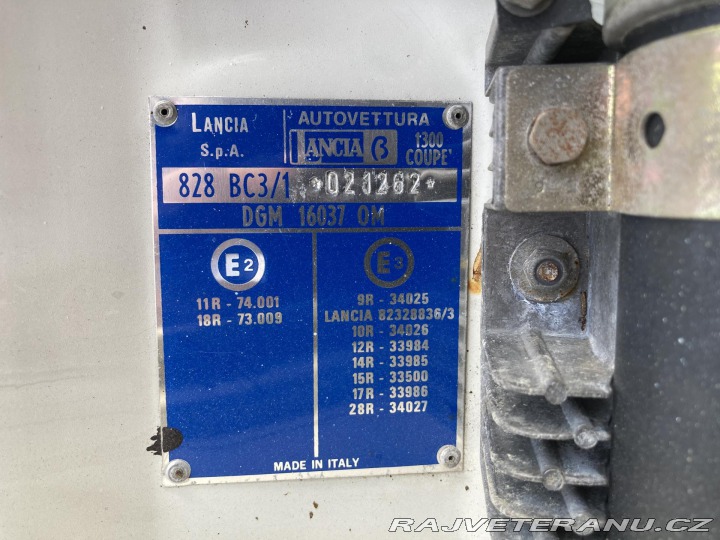 LANCIA
S.p.A.
AUTOVETTURA
LANCIA β 1300
COUPE'
828 BC3/1 *020262*
DGM 16037 OM
E2
11R - 74.001
18R - 73.009
E3
9R - 34025
LANCIA 82328836/3
10R - 34026
12R - 33984
14R - 33985
15R - 33500
17R - 33986
28R - 34027
MADE IN ITALY
RAJVETERANU.CZ